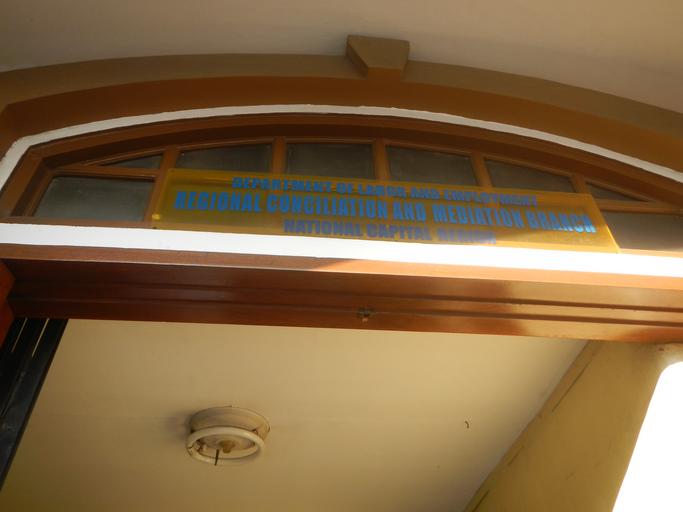 DEPARTMENT OF LABOR AND EMPLOYMENT
REGIONAL CONCILIATION AND MEDIATION BRANCH
NATIONAL CAPITAL REGION